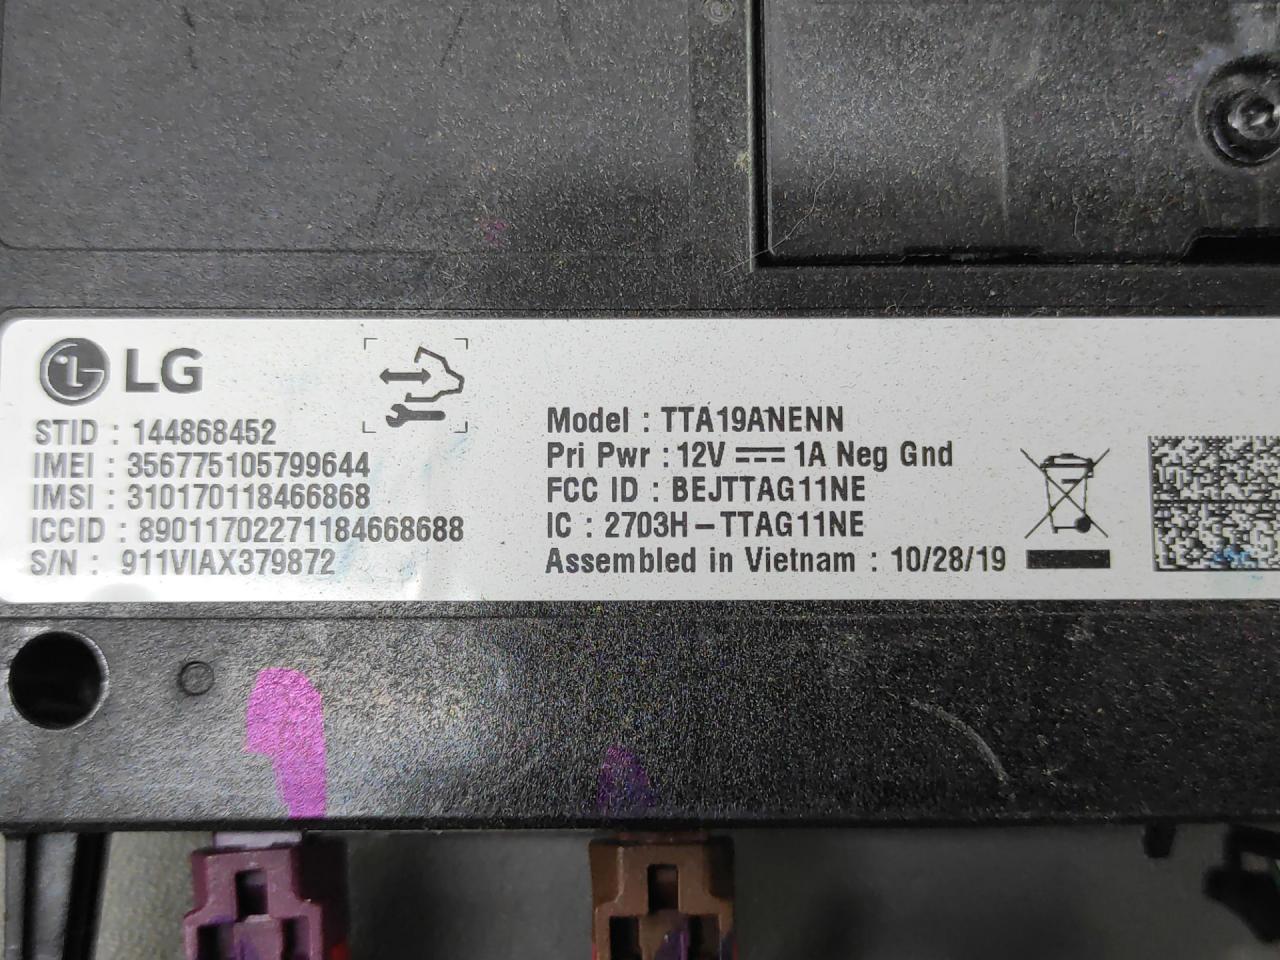 LG
STID : 144868452
IMEI : 356775105799644
IMSI : 310170118466868
ICCID : 89011702271184668688
S/N : 911VIAX379872
Model : TTA19ANENN
Pri Pwr : 12V ⎓ 1A Neg Gnd
FCC ID : BEJTTAG11NE
IC : 2703H-TTAG11NE
Assembled in Vietnam : 10/28/19